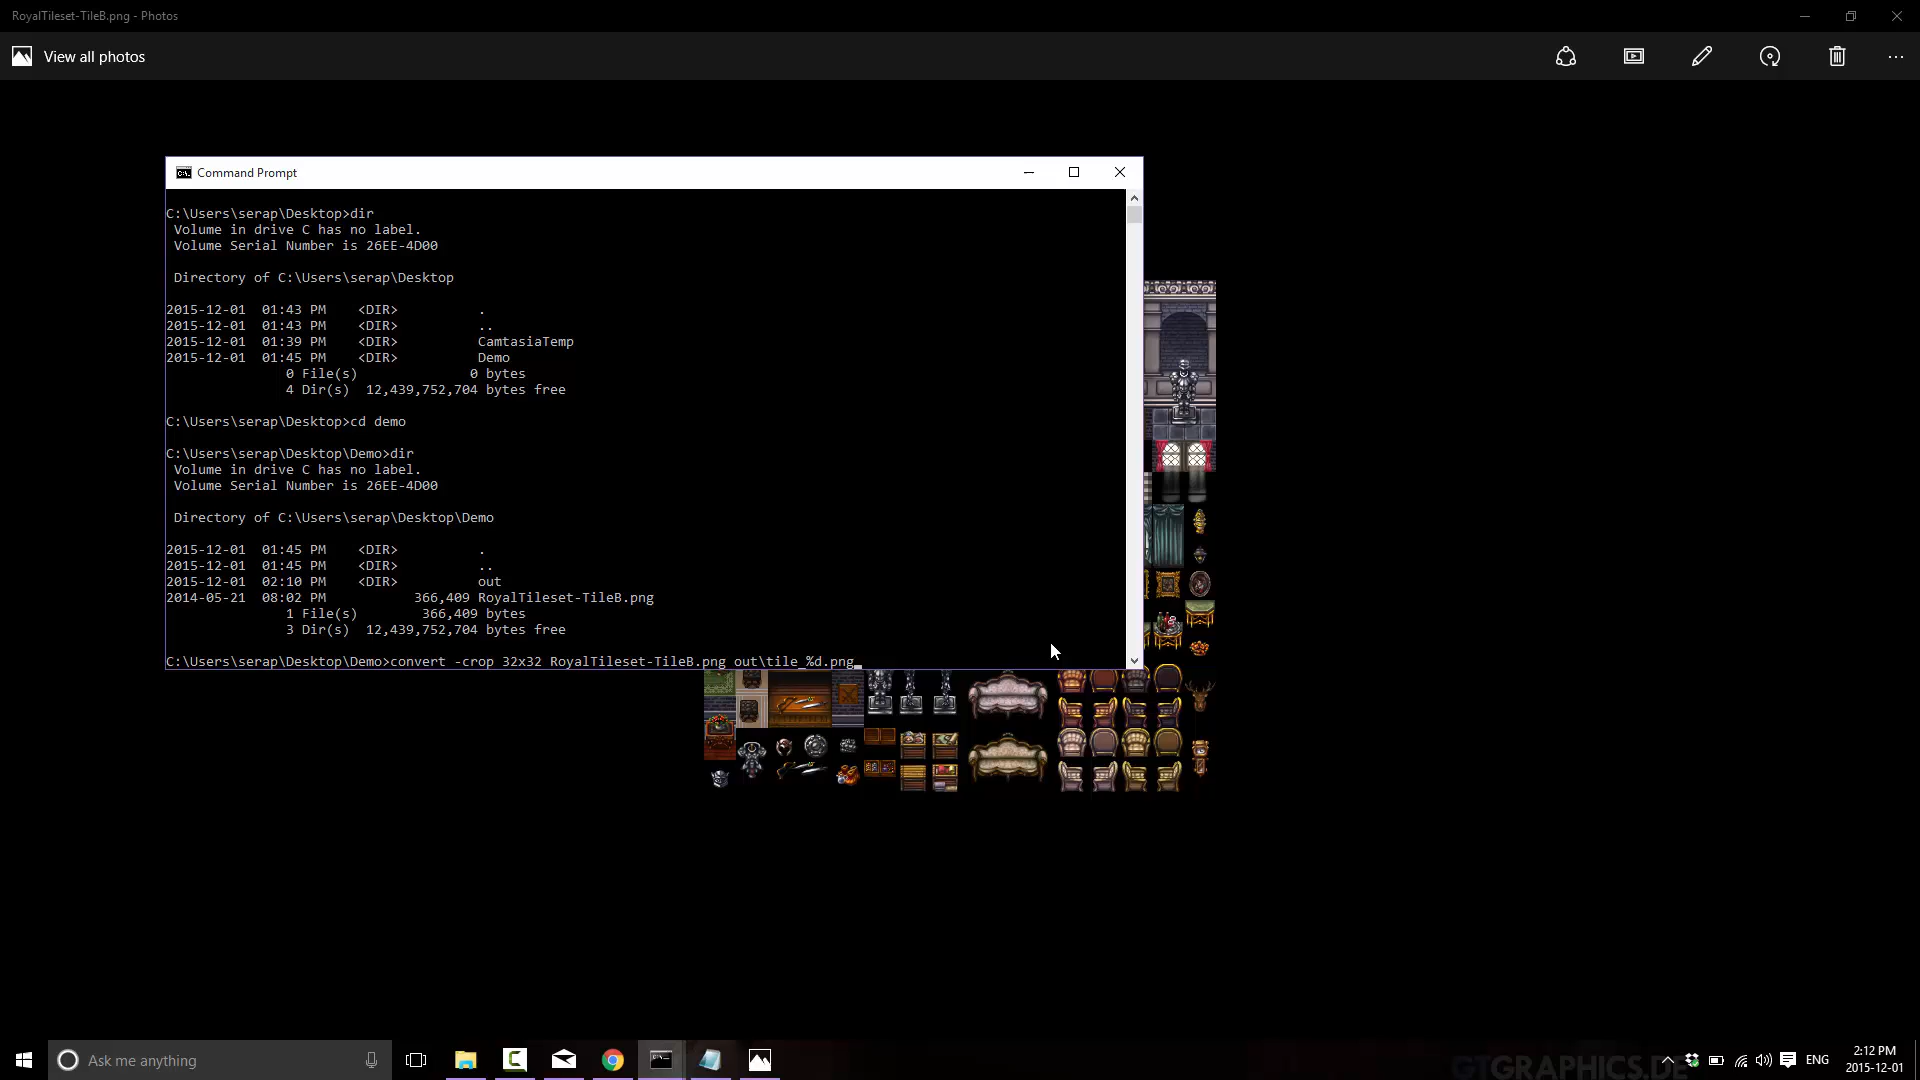 RoyalTileset-TileB.png - Photos
View all photos
Command Prompt
C:\Users\serap\Desktop>dir
Volume in drive C has no label.
Volume Serial Number is 26EE-4D00
Directory of C:\Users\serap\Desktop
2015-12-01  01:43 PM    <DIR>          .
2015-12-01  01:43 PM    <DIR>          ..
2015-12-01  01:39 PM    <DIR>          CamtasiaTemp
2015-12-01  01:45 PM    <DIR>          Demo
0 File(s)              0 bytes
4 Dir(s)  12,439,752,704 bytes free
C:\Users\serap\Desktop>cd demo
C:\Users\serap\Desktop\Demo>dir
Volume in drive C has no label.
Volume Serial Number is 26EE-4D00
Directory of C:\Users\serap\Desktop\Demo
2015-12-01  01:45 PM    <DIR>          .
2015-12-01  01:45 PM    <DIR>          ..
2015-12-01  02:10 PM    <DIR>          out
2014-05-21  08:02 PM           366,409 RoyalTileset-TileB.png
1 File(s)        366,409 bytes
3 Dir(s)  12,439,752,704 bytes free
C:\Users\serap\Desktop\Demo>convert -crop 32x32 RoyalTileset-TileB.png out\tile_%d.png
Ask me anything
GTGRAPHICS.DE
ENG
2:12 PM
2015-12-01